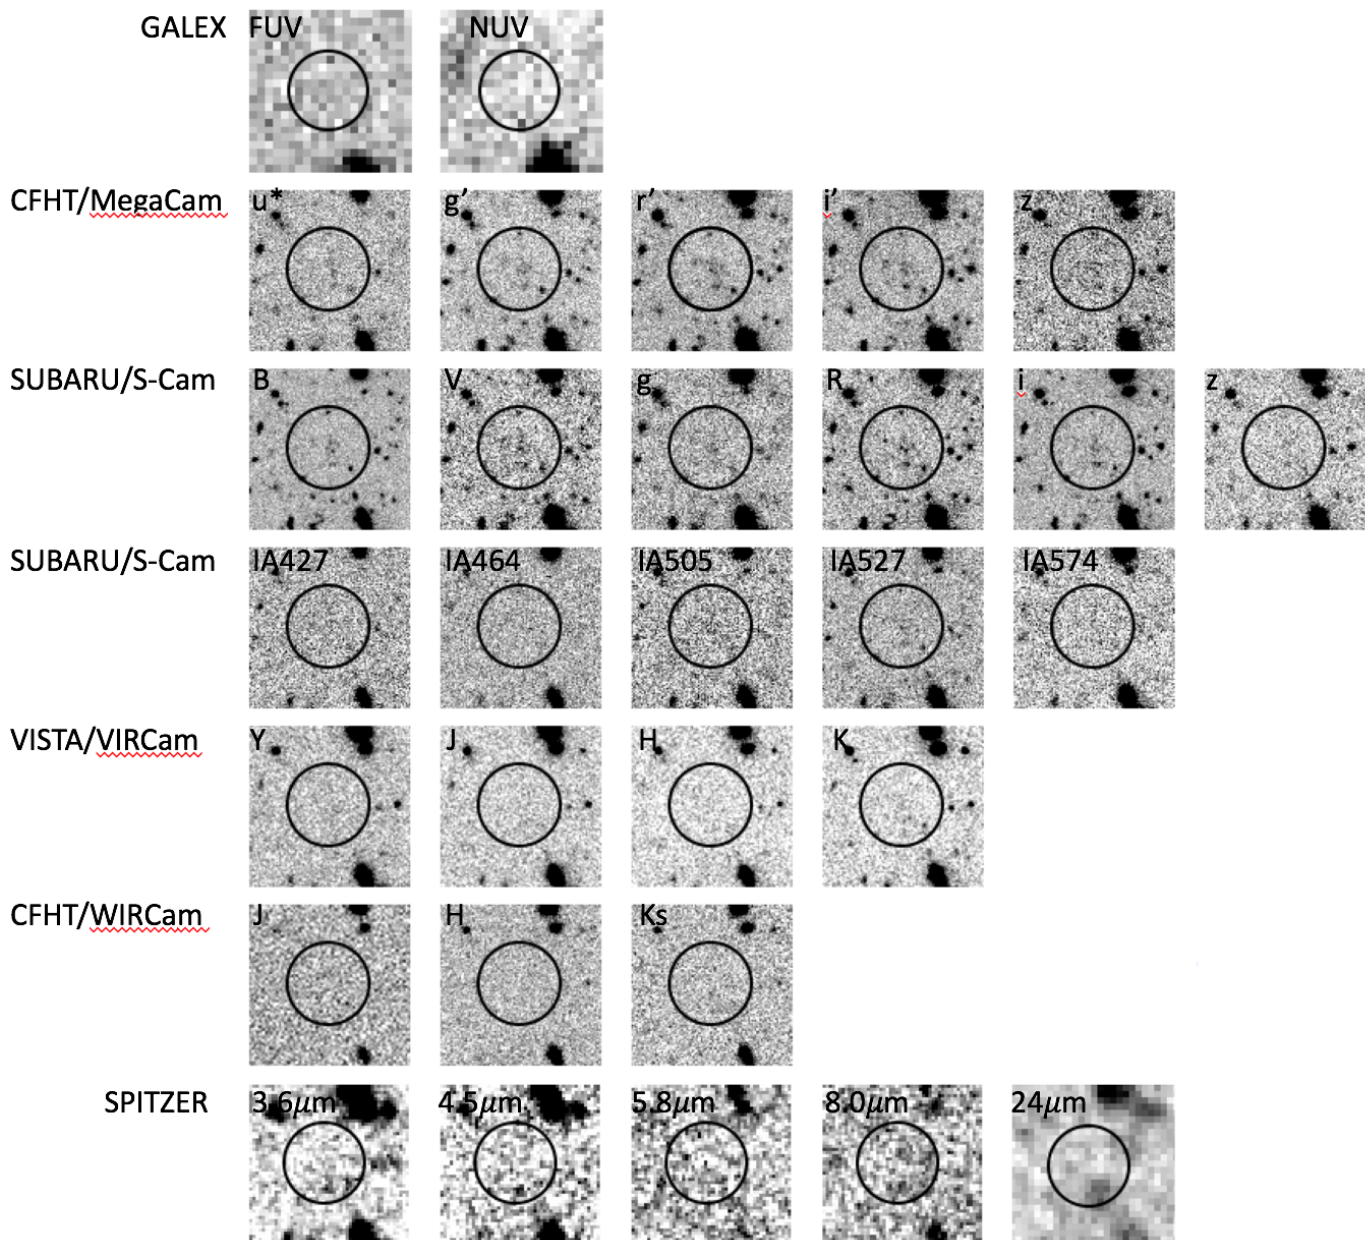 GALEX FUV NUV
CFHT/MegaCam u* g’ r’ i’ z
SUBARU/S-Cam B V g R i z
SUBARU/S-Cam IA427 IA464 IA505 IA527 IA574
VISTA/VIRCam Y J H K
CFHT/WIRCam J H Ks
SPITZER 3.6μm 4.5μm 5.8μm 8.0μm 24μm